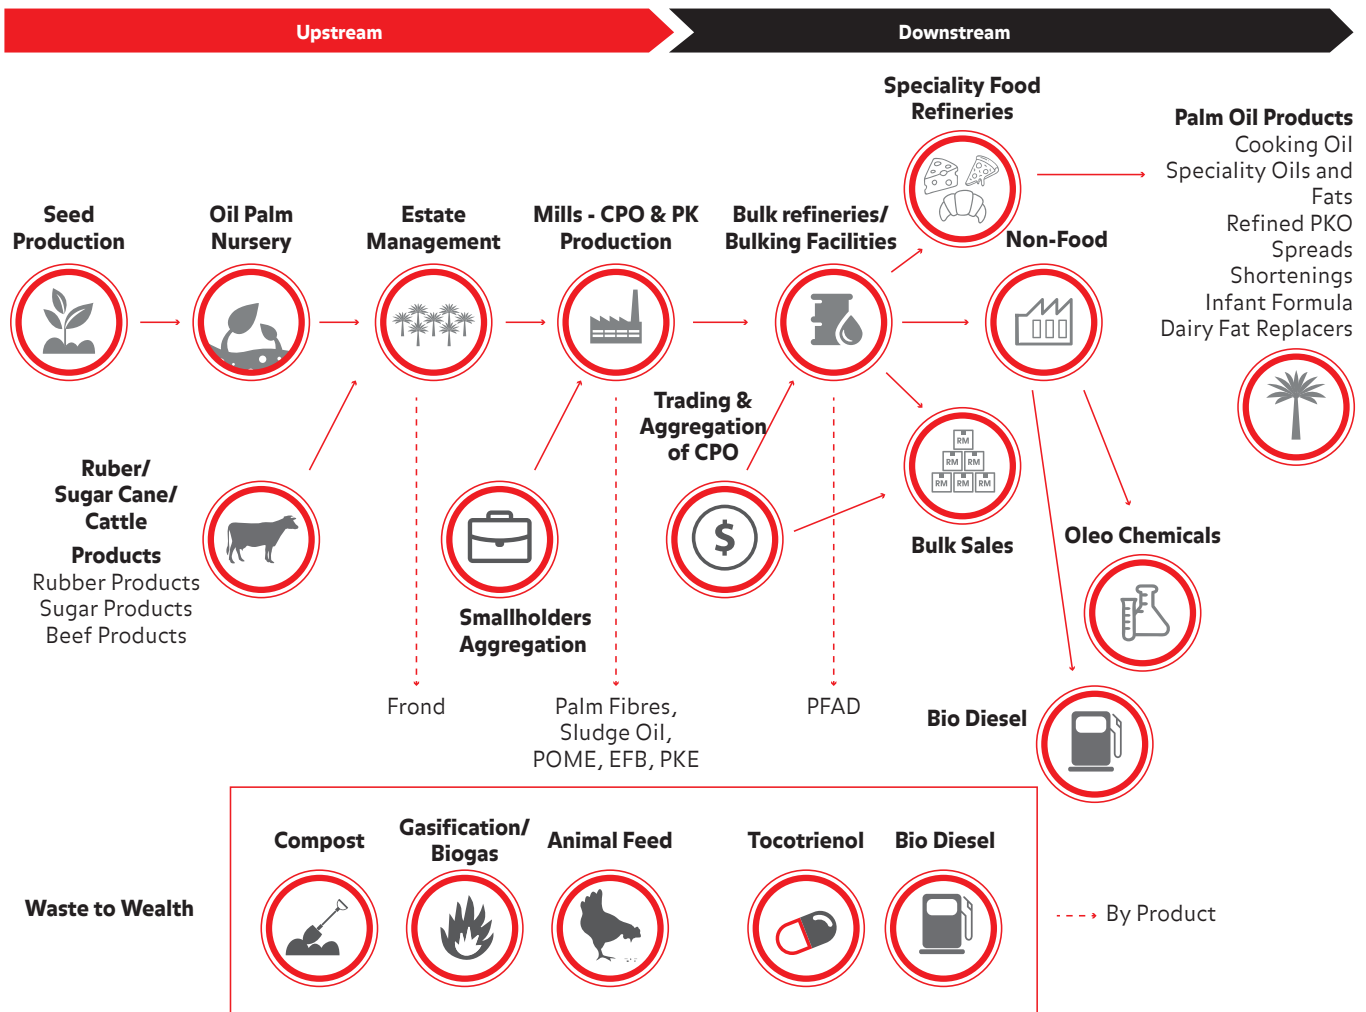 Upstream
Downstream
Speciality Food
Refineries
Palm Oil Products
Cooking Oil
Speciality Oils and
Fats
Refined PKO
Spreads
Shortenings
Infant Formula
Dairy Fat Replacers
Seed
Production
Oil Palm
Nursery
Estate
Management
Mills - CPO & PK
Production
Bulk refineries/
Bulking Facilities
Non-Food
Trading &
Aggregation
of CPO
$
RM
RM RM
RM RM RM
Bulk Sales
Ruber/
Sugar Cane/
Cattle
Products
Rubber Products
Sugar Products
Beef Products
Smallholders
Aggregation
Oleo Chemicals
Bio Diesel
Frond
Palm Fibres,
Sludge Oil,
POME, EFB, PKE
PFAD
Waste to Wealth
Compost
Gasification/
Biogas
Animal Feed
Tocotrienol
Bio Diesel
By Product